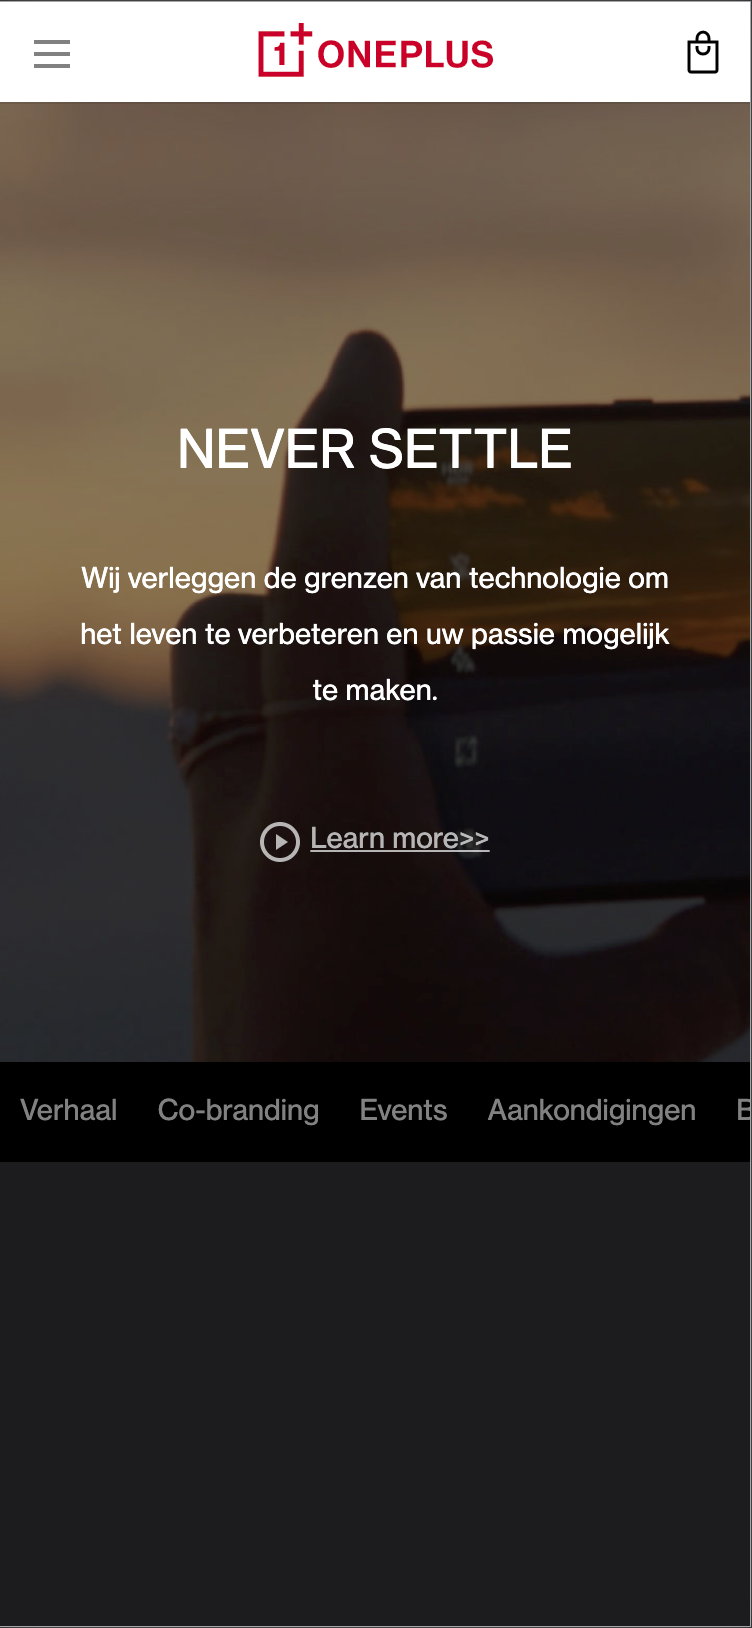 ONEPLUS
NEVER SETTLE
Wij verleggen de grenzen van technologie om
het leven te verbeteren en uw passie mogelijk
te maken.
Learn more>>
Verhaal Co-branding Events Aankondigingen